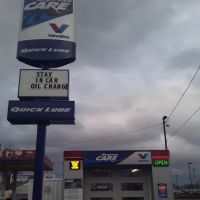 CARE
Valvoline
QUICK LUBE
STAY
IN CAR
OIL CHANGE
QUICK LUBE
CARE
OPEN